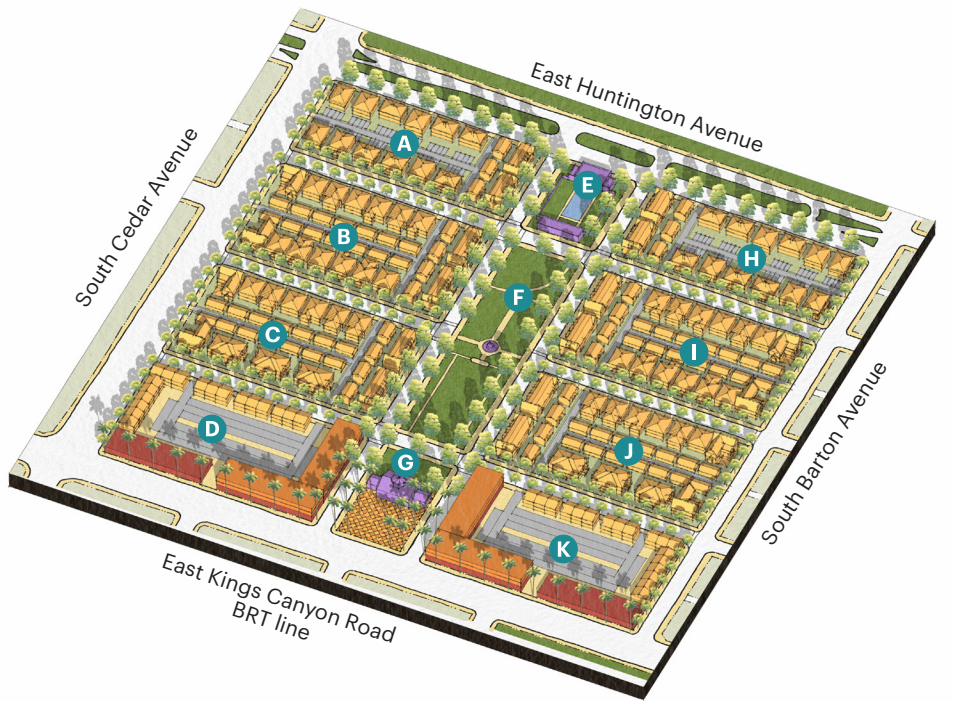 East Huntington Avenue
South Cedar Avenue
A
E
B
H
F
C
I
D
J
G
K
South Barton Avenue
East Kings Canyon Road
BRT line